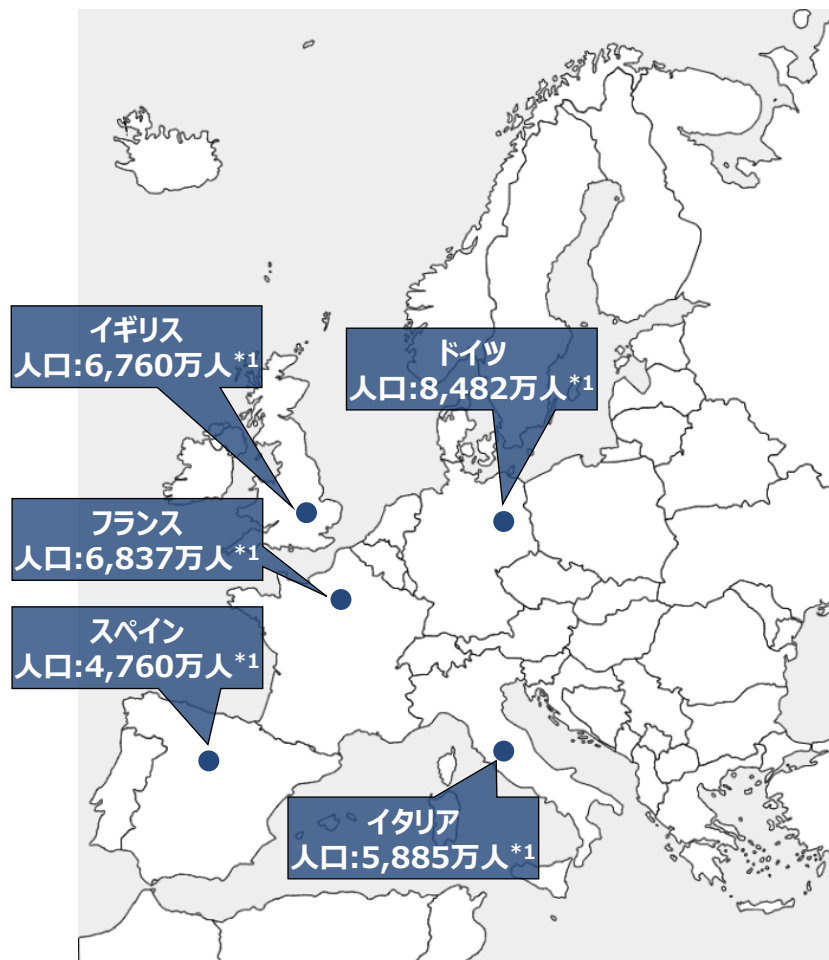 イギリス
人口:6,760万人*1
ドイツ
人口:8,482万人*1
フランス
人口:6,837万人*1
スペイン
人口:4,760万人*1
イタリア
人口:5,885万人*1